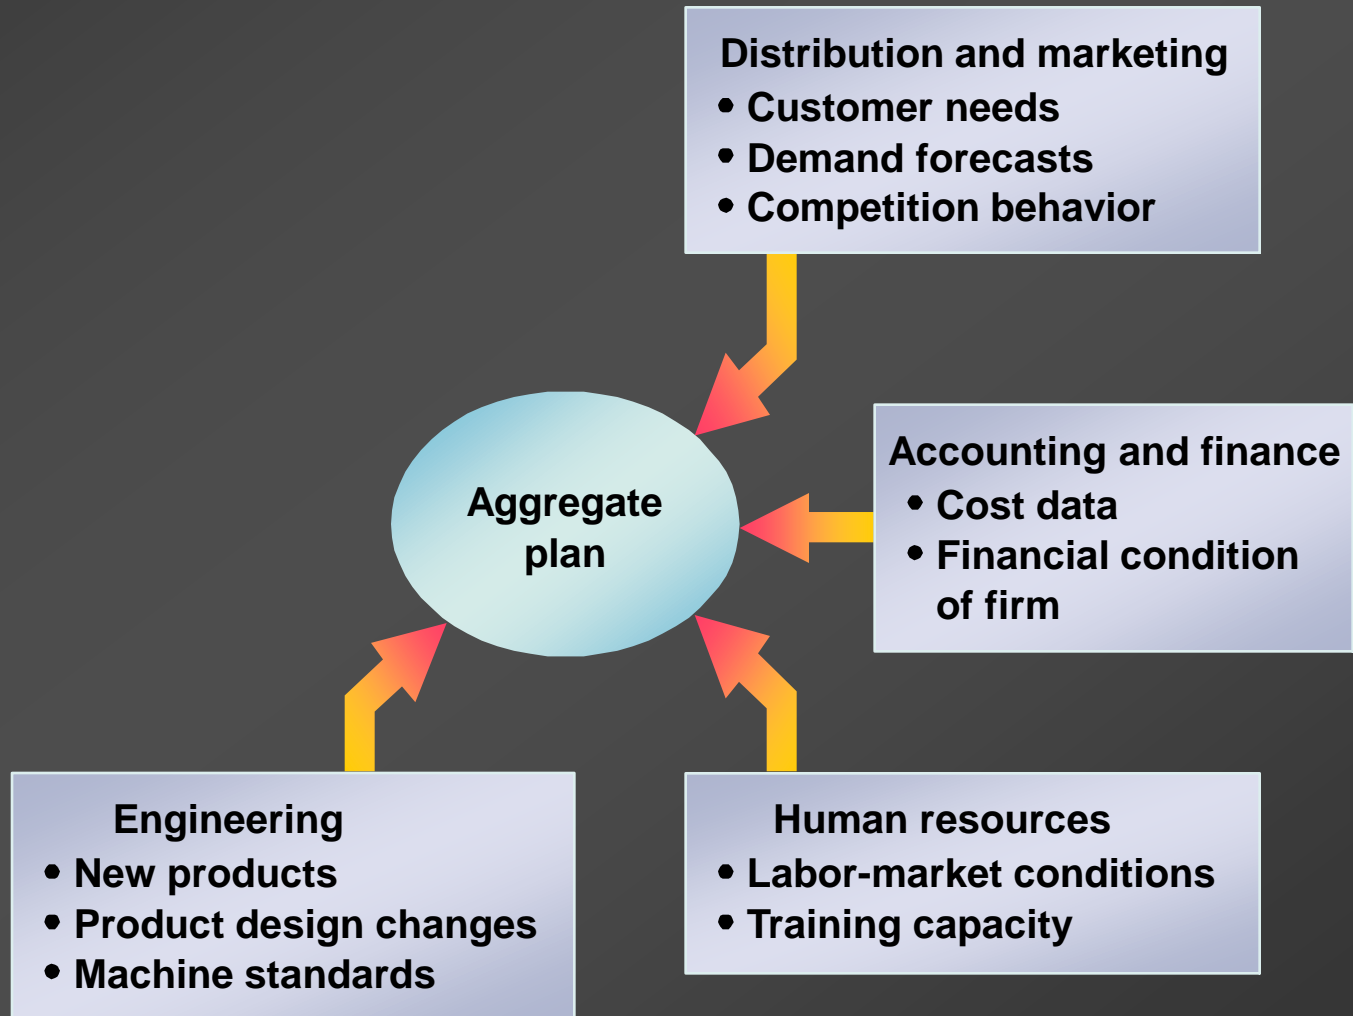 Distribution and marketing
• Customer needs
• Demand forecasts
• Competition behavior
Aggregate
plan
Accounting and finance
• Cost data
• Financial condition
of firm
Engineering
• New products
• Product design changes
• Machine standards
Human resources
• Labor-market conditions
• Training capacity